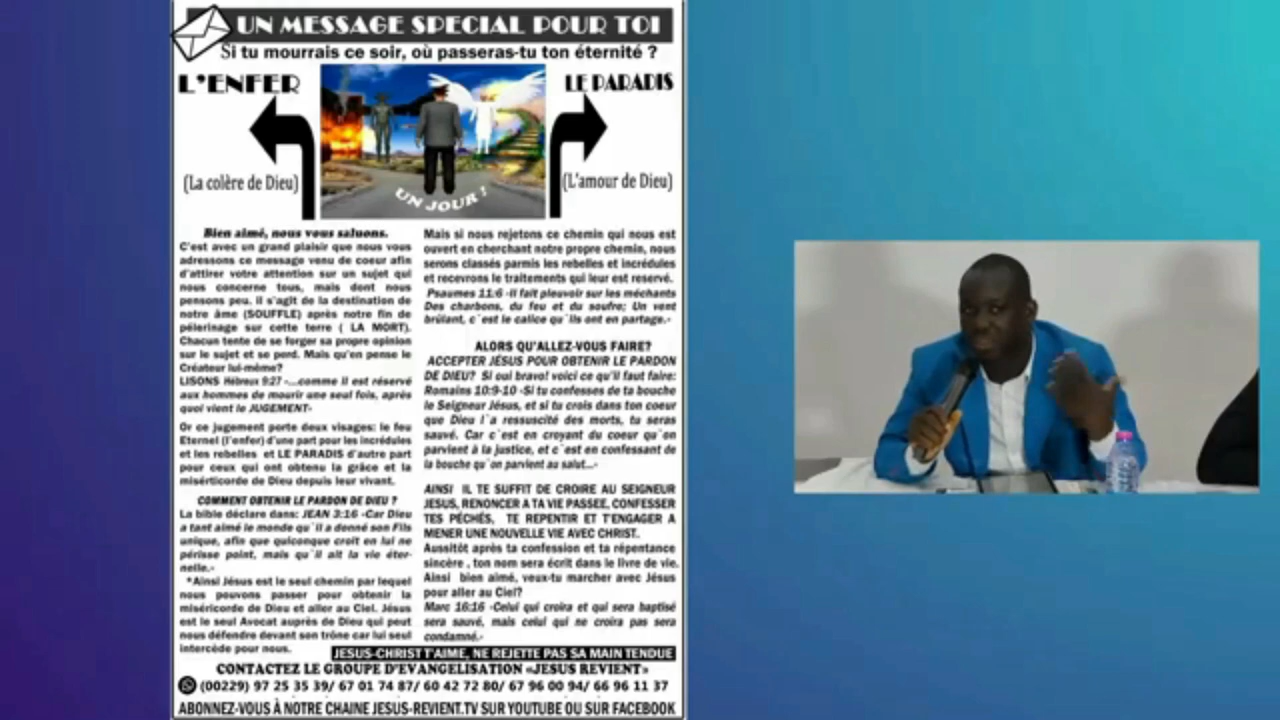 UN MESSAGE SPECIAL POUR TOI
Si tu mourrais ce soir, où passeras-tu ton éternité ?
L'ENFER
LE PARADIS
(La colère de Dieu)
(L'amour de Dieu)
UN JOUR !
Bien aimé, nous vous saluons.
C'est avec un grand plaisir que nous vous
adressons ce message venu de coeur afin
d'attirer votre attention sur un sujet qui
nous concerne tous, mais dont nous
pensons peu. il s'agit de la destination de
notre âme (SOUFFLE) après notre fin de
pélerinage sur cette terre ( LA MORT).
Chacun tente de se forger sa propre opinion
sur le sujet et se perd. Mais qu'en pense le
Créateur lui-même?
LISONS Hébreux 9:27 -...comme il est réservé
aux hommes de mourir une seul fois, après
quoi vient le JUGEMENT-
Or ce jugement porte deux visages: le feu
Eternel (l'enfer) d'une part pour les incrédules
et les rebelles et LE PARADIS d'autre part
pour ceux qui ont obtenu la grâce et la
miséricorde de Dieu depuis leur vivant.
COMMENT OBTENIR LE PARDON DE DIEU ?
La bible déclare dans: JEAN 3:16 -Car Dieu
a tant aimé le monde qu`il a donné son Fils
unique, afin que quiconque croit en lui ne
périsse point, mais qu`il ait la vie éter-
nelle.-
*Ainsi Jésus est le seul chemin par lequel
nous pouvons passer pour obtenir la
miséricorde de Dieu et aller au Ciel. Jésus
est le seul Avocat auprès de Dieu qui peut
nous défendre devant son trône car lui seul
intercède pour nous.
Mais si nous rejetons ce chemin qui nous est
ouvert en cherchant notre propre chemin, nous
serons classés parmis les rebelles et incrédules
et recevrons le traitements qui leur est reservé.
Psaumes 11:6 -Il fait pleuvoir sur les méchants
Des charbons, du feu et du soufre; Un vent
brûlant, c`est le calice qu`ils ont en partage.-
ALORS QU'ALLEZ-VOUS FAIRE?
ACCEPTER JÉSUS POUR OBTENIR LE PARDON
DE DIEU? Si oui bravo! voici ce qu'il faut faire:
Romains 10:9-10 -Si tu confesses de ta bouche
le Seigneur Jésus, et si tu crois dans ton coeur
que Dieu l`a ressuscité des morts, tu seras
sauvé. Car c`est en croyant du coeur qu`on
parvient à la justice, et c`est en confessant de
la bouche qu`on parvient au salut...-
AINSI IL TE SUFFIT DE CROIRE AU SEIGNEUR
JESUS, RENONCER A TA VIE PASSEE, CONFESSER
TES PÉCHÉS, TE REPENTIR ET T'ENGAGER A
MENER UNE NOUVELLE VIE AVEC CHRIST.
Aussitôt après ta confession et ta répentance
sincère , ton nom sera écrit dans le livre de vie.
Ainsi bien aimé, veux-tu marcher avec Jésus
pour aller au Ciel?
Marc 16:16 -Celui qui croira et qui sera baptisé
sera sauvé, mais celui qui ne croira pas sera
condamné.-
JESUS-CHRIST T'AIME, NE REJETTE PAS SA MAIN TENDUE
CONTACTEZ LE GROUPE D'EVANGELISATION «JESUS REVIENT»
(00229) 97 25 35 39/ 67 01 74 87/ 60 42 72 80/ 67 96 00 94/ 66 96 11 37
ABONNEZ-VOUS À NOTRE CHAINE JESUS-REVIENT.TV SUR YOUTUBE OU SUR FACEBOOK